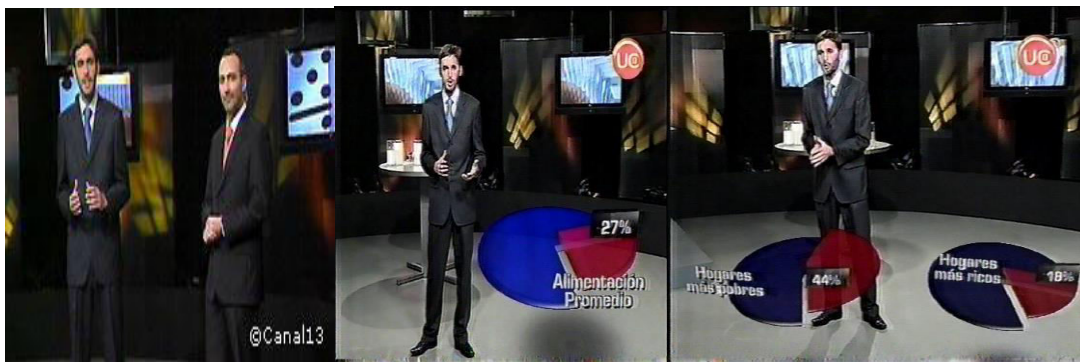 @Canal13
UC
27%
Alimentación
Promedio
UC
Hogares
más pobres
44%
Hogares
más ricos
18%